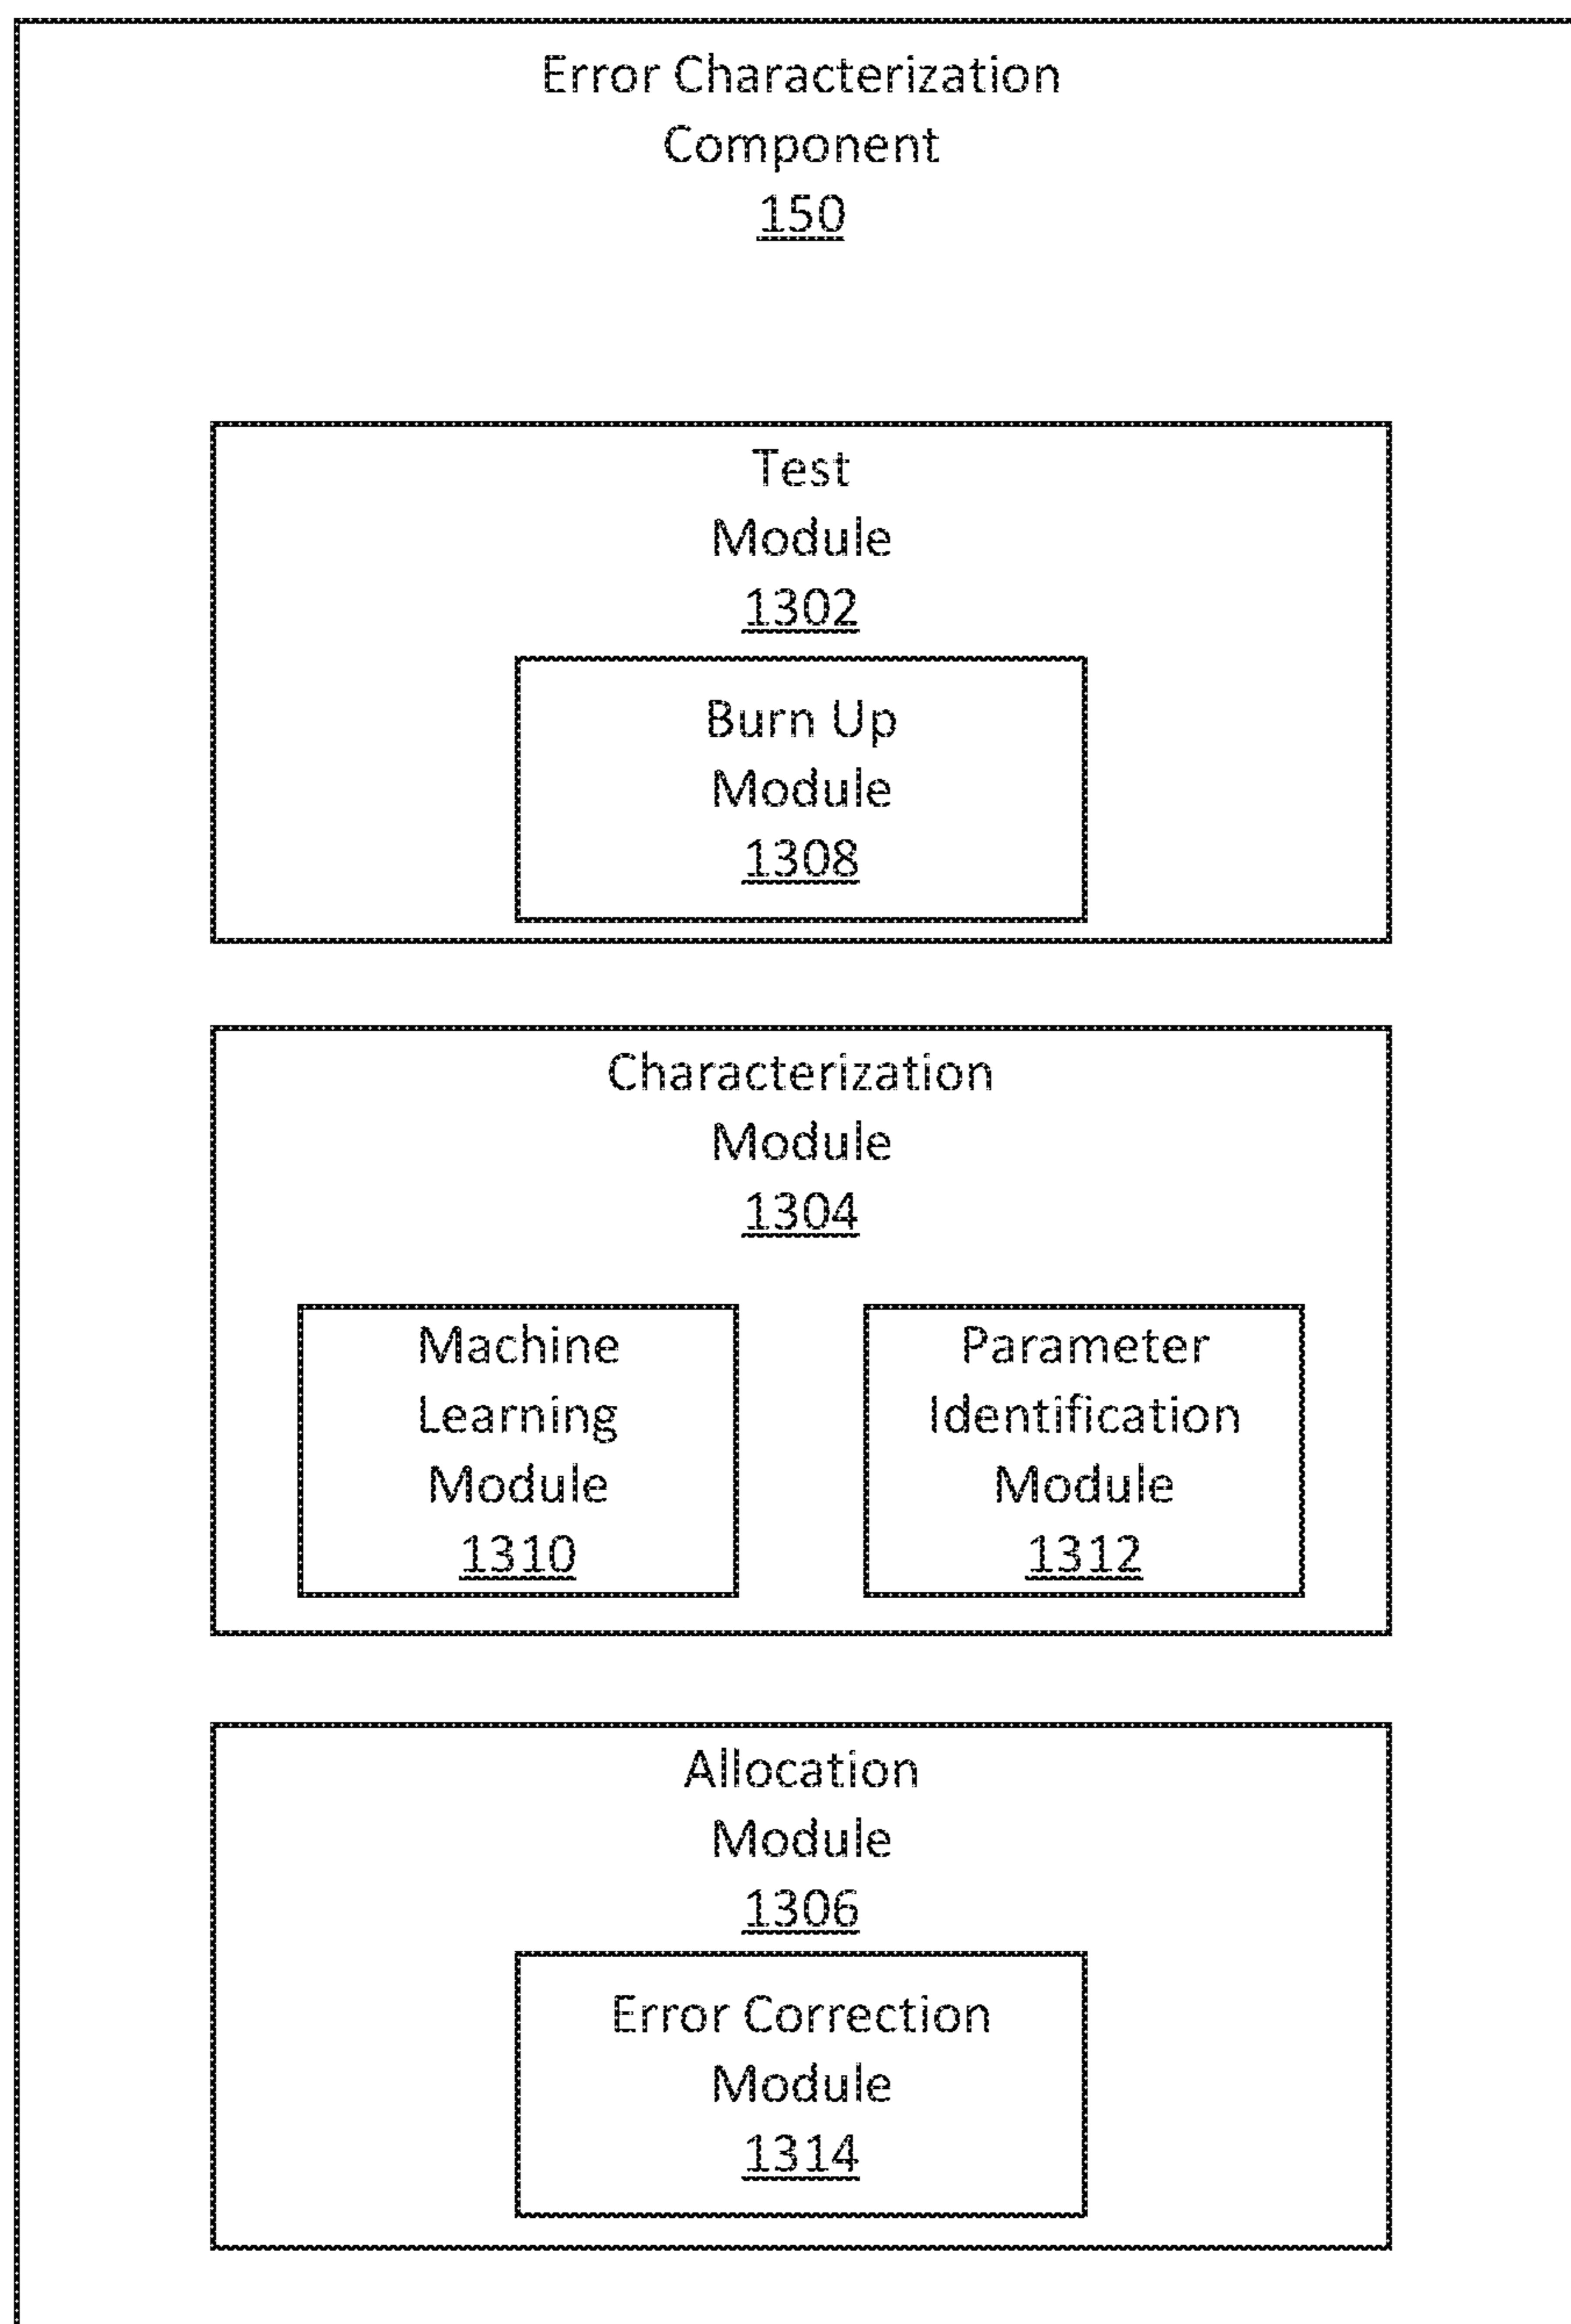 Error Characterization
Component
150
Test
Module
1302
Burn Up
Module
1308
Characterization
Module
1304
Machine
Learning
Module
1310
Parameter
Identification
Module
1312
Allocation
Module
1306
Error Correction
Module
1314